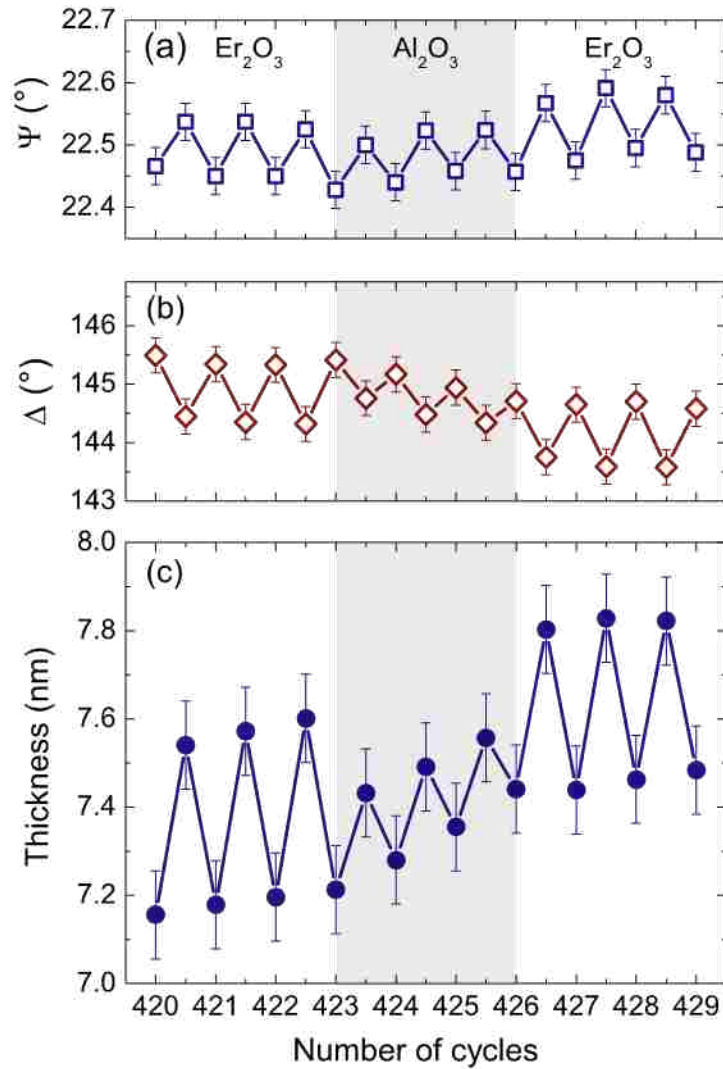 (a) Er₂O₃ Al₂O₃ Er₂O₃
Ψ (°)
22.7
22.6
22.5
22.4
(b)
Δ (°)
146
145
144
143
(c)
Thickness (nm)
8.0
7.8
7.6
7.4
7.2
7.0
420 421 422 423 424 425 426 427 428 429
Number of cycles